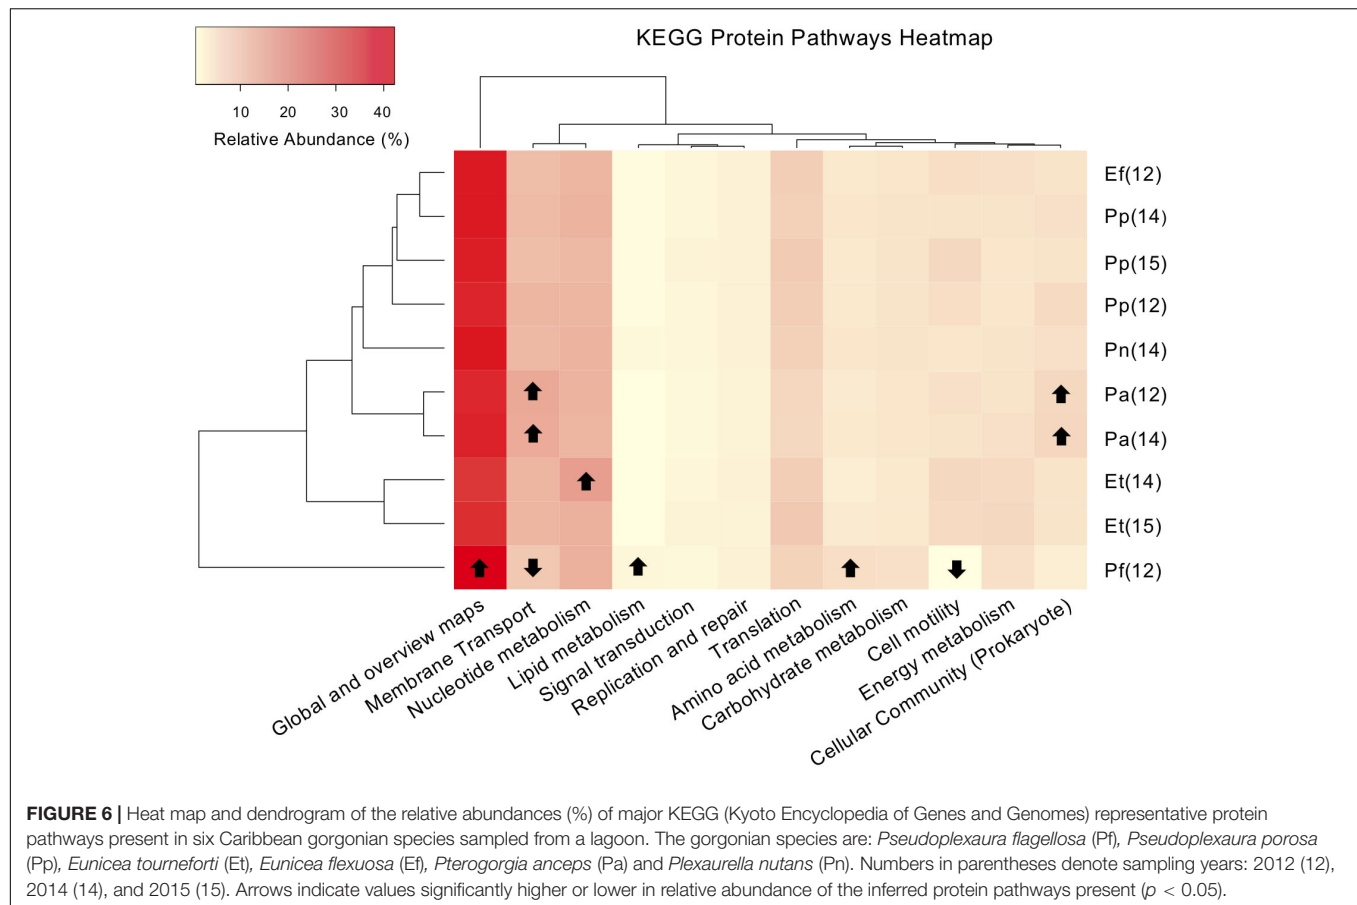 KEGG Protein Pathways Heatmap
10 20 30 40
Relative Abundance (%)
Ef(12)
Pp(14)
Pp(15)
Pp(12)
Pn(14)
Pa(12)
Pa(14)
Et(14)
Et(15)
Pf(12)
Global and overview maps
Membrane Transport
Nucleotide metabolism
Lipid metabolism
Signal transduction
Replication and repair
Translation
Amino acid metabolism
Carbohydrate metabolism
Cell motility
Energy metabolism
Cellular Community (Prokaryote)
FIGURE 6 | Heat map and dendrogram of the relative abundances (%) of major KEGG (Kyoto Encyclopedia of Genes and Genomes) representative protein
pathways present in six Caribbean gorgonian species sampled from a lagoon. The gorgonian species are: Pseudoplexaura flagellosa (Pf), Pseudoplexaura porosa
(Pp), Eunicea tourneforti (Et), Eunicea flexuosa (Ef), Pterogorgia anceps (Pa) and Plexaurella nutans (Pn). Numbers in parentheses denote sampling years: 2012 (12),
2014 (14), and 2015 (15). Arrows indicate values significantly higher or lower in relative abundance of the inferred protein pathways present (p < 0.05).